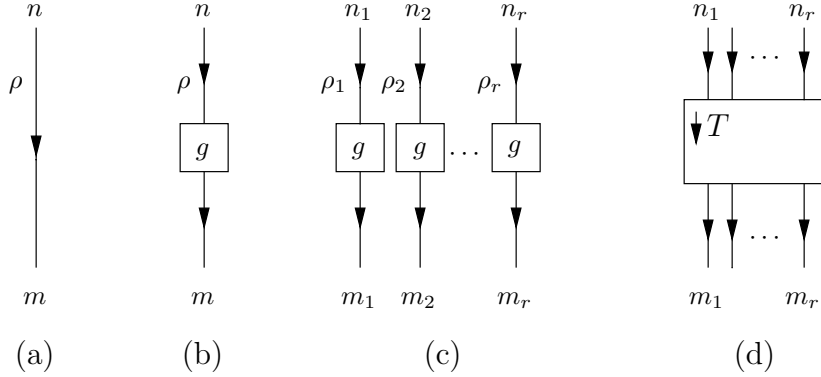 n n n₁ n₂ nᵣ n₁ nᵣ
...
ρ ρ ρ₁ ρ₂ ρᵣ
T
g g g ... g
...
m m m₁ m₂ mᵣ m₁ mᵣ
(a) (b) (c) (d)